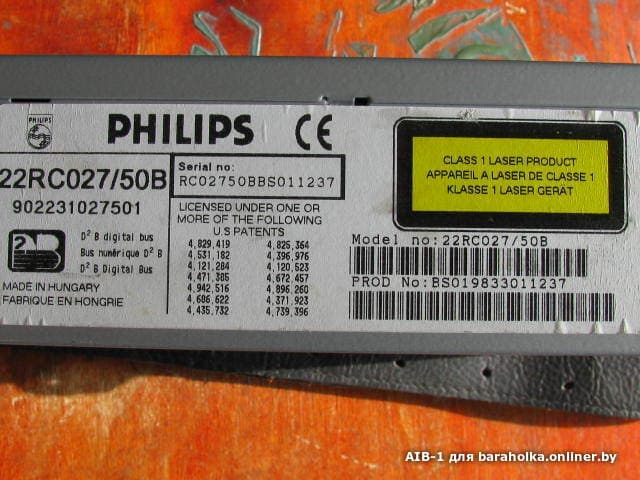 PHILIPS
PHILIPS CE
22RC027/50B
902231027501
D²B digital bus
Bus numérique D²B
D²B Digital Bus
MADE IN HUNGARY
FABRIQUE EN HONGRIE
Serial no:
RC02750BBS011237
LICENSED UNDER ONE OR
MORE OF THE FOLLOWING
U.S PATENTS
4,829,419 4,825,364
4,531,182 4,396,976
4,121,284 4,120,523
4,471,385 4,672,457
4,942,516 4,896,260
4,686,622 4,371,923
4,435,732 4,739,396
CLASS 1 LASER PRODUCT
APPAREIL A LASER DE CLASSE 1
KLASSE 1 LASER GERÄT
Model no:22RC027/50B
PROD No:BS019833011237
AIB-1 для baraholka.onliner.by